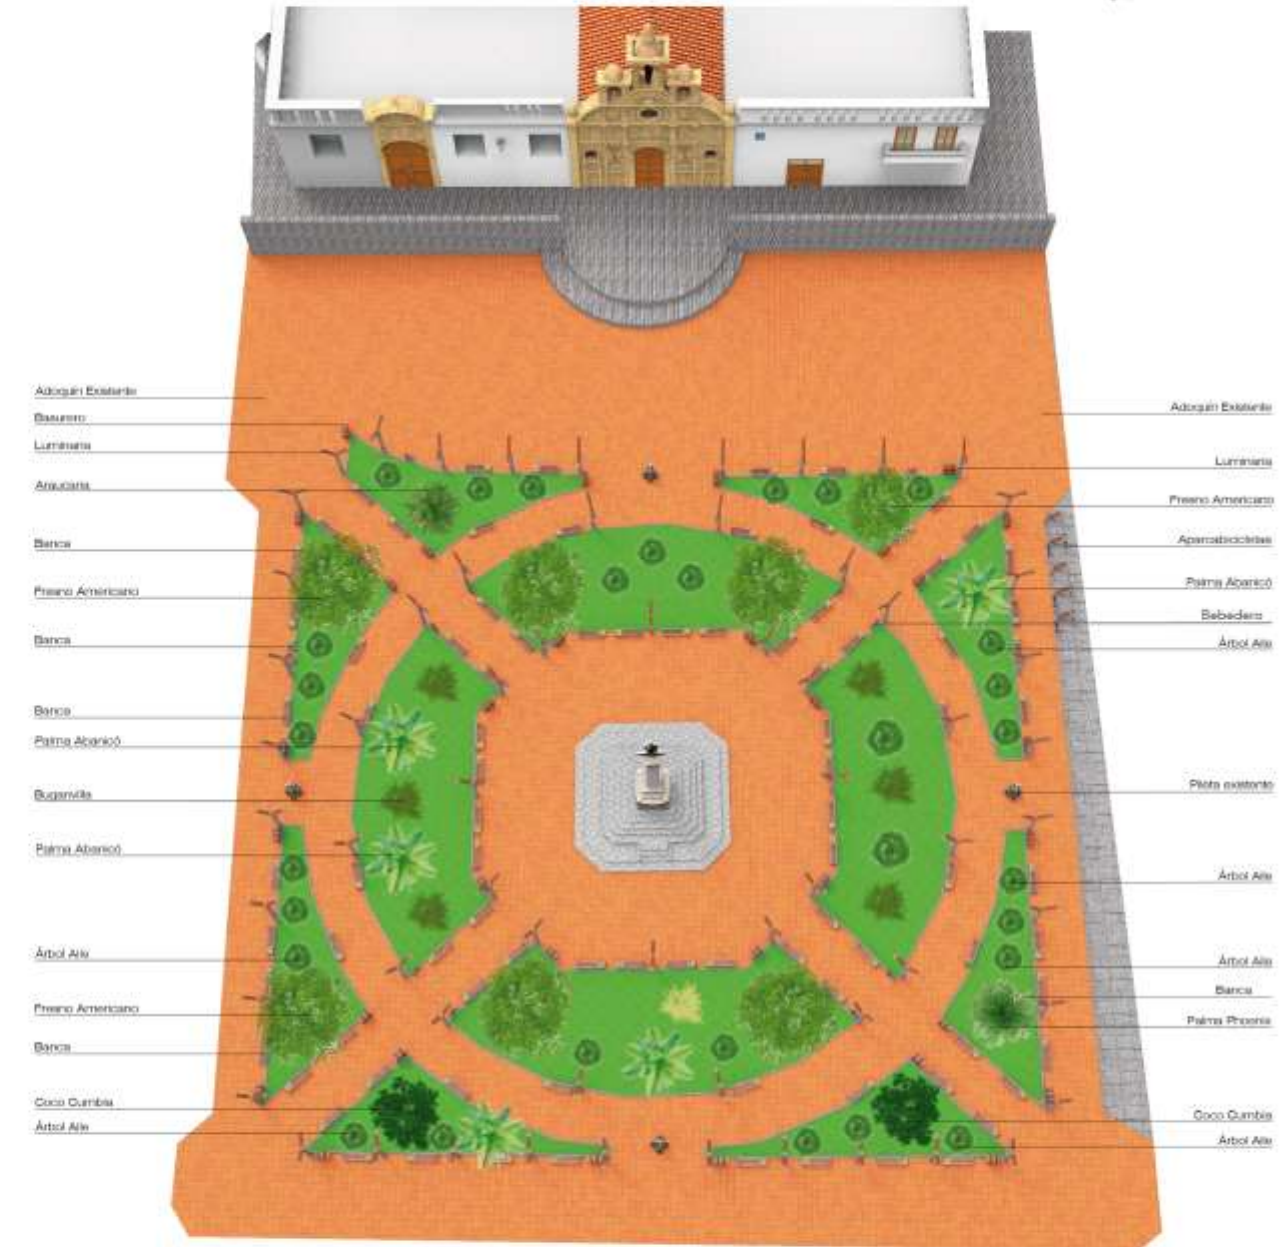 Adoquín Existente
Basurero
Luminaria
Araucaria
Banca
Fresno Americano
Banca
Banca
Palma Abanicó
Buganvilla
Palma Abanicó
Árbol Aile
Fresno Americano
Banca
Coco Cumbia
Árbol Aile
Adoquín Existente
Luminaria
Fresno Americano
Aparcabicicletas
Palma Abanicó
Bebedero
Árbol Aile
Pileta existente
Árbol Aile
Árbol Aile
Banca
Palma Phoenix
Coco Cumbia
Árbol Aile